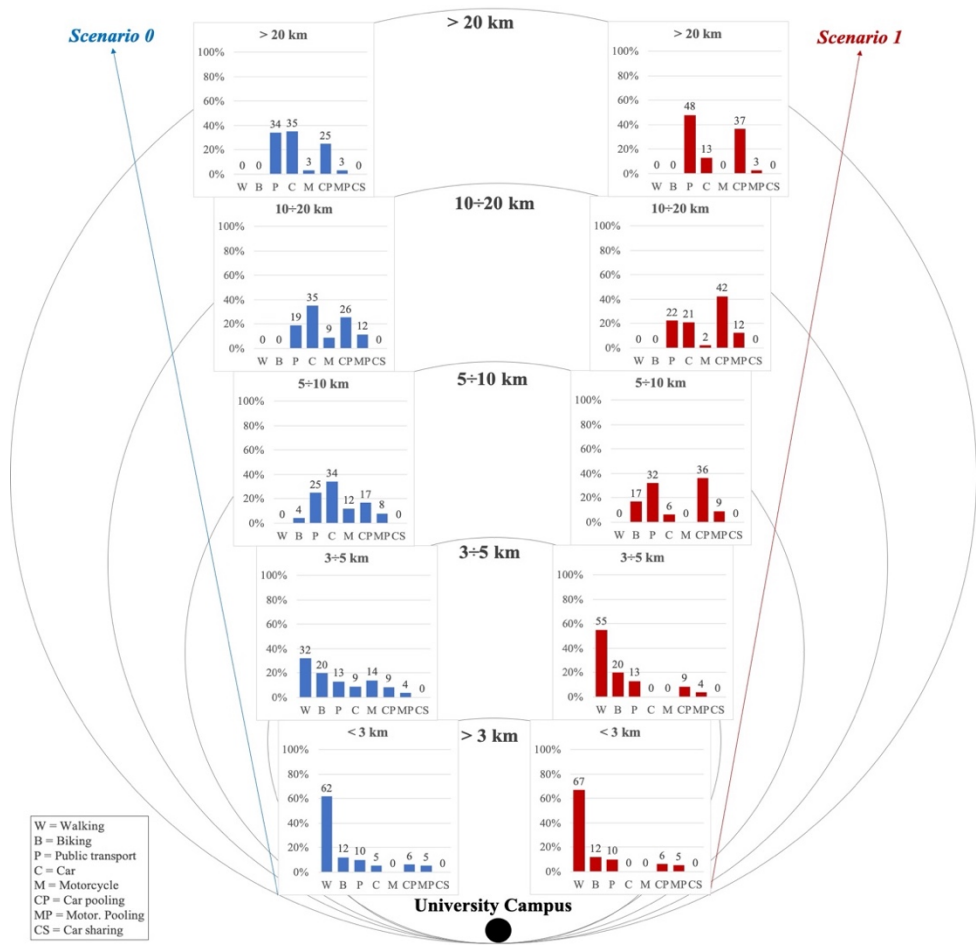 Scenario 0
> 20 km
Scenario 1
> 20 km
100%
80%
60%
40%
20%
0%
0 0 34 35 3 25 3 0
W B P C M CP MP CS
> 20 km
100%
80%
60%
40%
20%
0%
0 0 48 13 0 37 3 0
W B P C M CP MP CS
10÷20 km
10÷20 km
100%
80%
60%
40%
20%
0%
0 0 19 35 9 26 12 0
W B P C M CP MP CS
10÷20 km
100%
80%
60%
40%
20%
0%
0 0 22 21 2 42 12 0
W B P C M CP MP CS
5÷10 km
5÷10 km
100%
80%
60%
40%
20%
0%
0 4 25 34 12 17 8 0
W B P C M CP MP CS
5÷10 km
100%
80%
60%
40%
20%
0%
0 17 32 6 0 36 9 0
W B P C M CP MP CS
3÷5 km
3÷5 km
100%
80%
60%
40%
20%
0%
32 20 13 9 14 9 4 0
W B P C M CP MP CS
3÷5 km
100%
80%
60%
40%
20%
0%
55 20 13 0 0 9 4 0
W B P C M CP MP CS
> 3 km
< 3 km
100%
80%
60%
40%
20%
0%
62 12 10 5 0 6 5 0
W B P C M CP MP CS
< 3 km
100%
80%
60%
40%
20%
0%
67 12 10 0 0 6 5 0
W B P C M CP MP CS
W = Walking
B = Biking
P = Public transport
C = Car
M = Motorcycle
CP = Car pooling
MP = Motor. Pooling
CS = Car sharing
University Campus